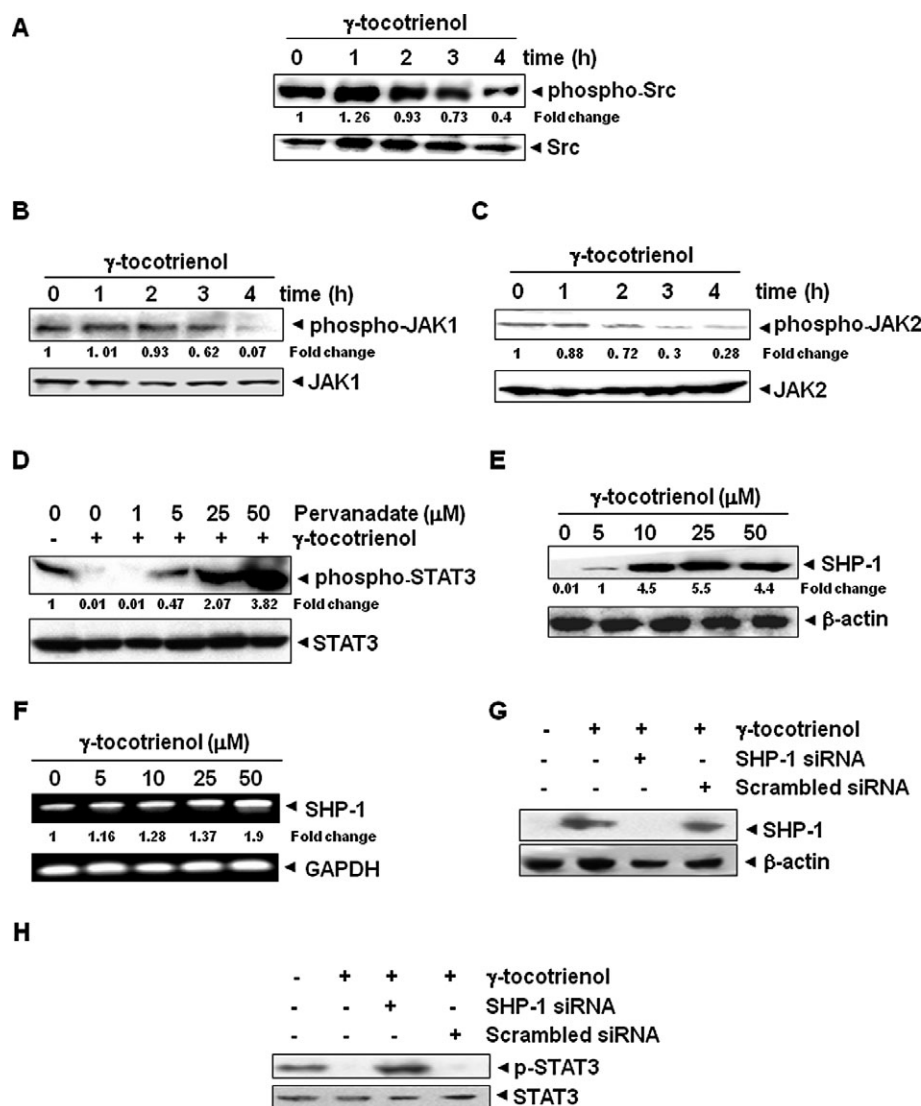 A
γ-tocotrienol
0 1 2 3 4 time (h)
phospho-Src
1 1. 26 0.93 0.73 0.4 Fold change
Src
B
γ-tocotrienol
0 1 2 3 4 time (h)
phospho-JAK1
1 1. 01 0.93 0. 62 0.07 Fold change
JAK1
C
γ-tocotrienol
0 1 2 3 4 time (h)
phospho-JAK2
1 0.88 0. 72 0. 3 0.28 Fold change
JAK2
D
0 0 1 5 25 50 Pervanadate (μM)
- + + + + + γ-tocotrienol
phospho-STAT3
1 0.01 0.01 0.47 2.07 3.82 Fold change
STAT3
E
γ-tocotrienol (μM)
0 5 10 25 50
SHP-1
0.01 1 4.5 5.5 4.4 Fold change
β-actin
F
γ-tocotrienol (μM)
0 5 10 25 50
SHP-1
1 1.16 1.28 1.37 1.9 Fold change
GAPDH
G
- + + + γ-tocotrienol
- - + - SHP-1 siRNA
- - - + Scrambled siRNA
SHP-1
β-actin
H
- + + + γ-tocotrienol
- - + - SHP-1 siRNA
- - - + Scrambled siRNA
p-STAT3
STAT3